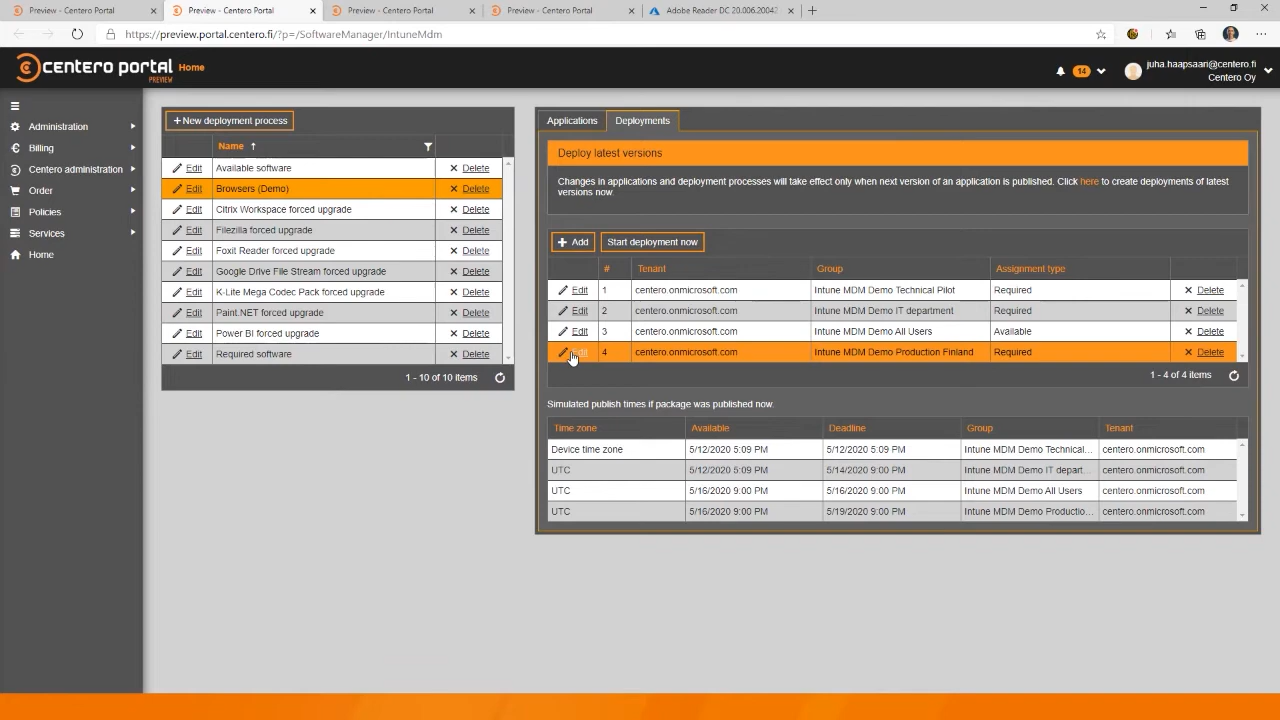 Preview - Centero Portal
Preview - Centero Portal
Preview - Centero Portal
Preview - Centero Portal
Adobe Reader DC 20.006.20042
https://preview.portal.centero.fi/?p=/SoftwareManager/IntuneMdm
centero portal
PREVIEW
Home
14
juha.haapsaari@centero.fi
Centero Oy
Administration
Billing
Centero administration
Order
Policies
Services
Home
+ New deployment process
Name ↑
Edit Available software × Delete
Edit Browsers (Demo) × Delete
Edit Citrix Workspace forced upgrade × Delete
Edit Filezilla forced upgrade × Delete
Edit Foxit Reader forced upgrade × Delete
Edit Google Drive File Stream forced upgrade × Delete
Edit K-Lite Mega Codec Pack forced upgrade × Delete
Edit Paint.NET forced upgrade × Delete
Edit Power BI forced upgrade × Delete
Edit Required software × Delete
1 - 10 of 10 items
Applications Deployments
Deploy latest versions
Changes in applications and deployment processes will take effect only when next version of an application is published. Click here to create deployments of latest
versions now
+ Add Start deployment now
# Tenant Group Assignment type
Edit 1 centero.onmicrosoft.com Intune MDM Demo Technical Pilot Required × Delete
Edit 2 centero.onmicrosoft.com Intune MDM Demo IT department Required × Delete
Edit 3 centero.onmicrosoft.com Intune MDM Demo All Users Available × Delete
Edit 4 centero.onmicrosoft.com Intune MDM Demo Production Finland Required × Delete
1 - 4 of 4 items
Simulated publish times if package was published now.
Time zone Available Deadline Group Tenant
Device time zone 5/12/2020 5:09 PM 5/12/2020 5:09 PM Intune MDM Demo Technical... centero.onmicrosoft.com
UTC 5/12/2020 5:09 PM 5/14/2020 9:00 PM Intune MDM Demo IT depart... centero.onmicrosoft.com
UTC 5/16/2020 9:00 PM 5/16/2020 9:00 PM Intune MDM Demo All Users centero.onmicrosoft.com
UTC 5/16/2020 9:00 PM 5/19/2020 9:00 PM Intune MDM Demo Productio... centero.onmicrosoft.com